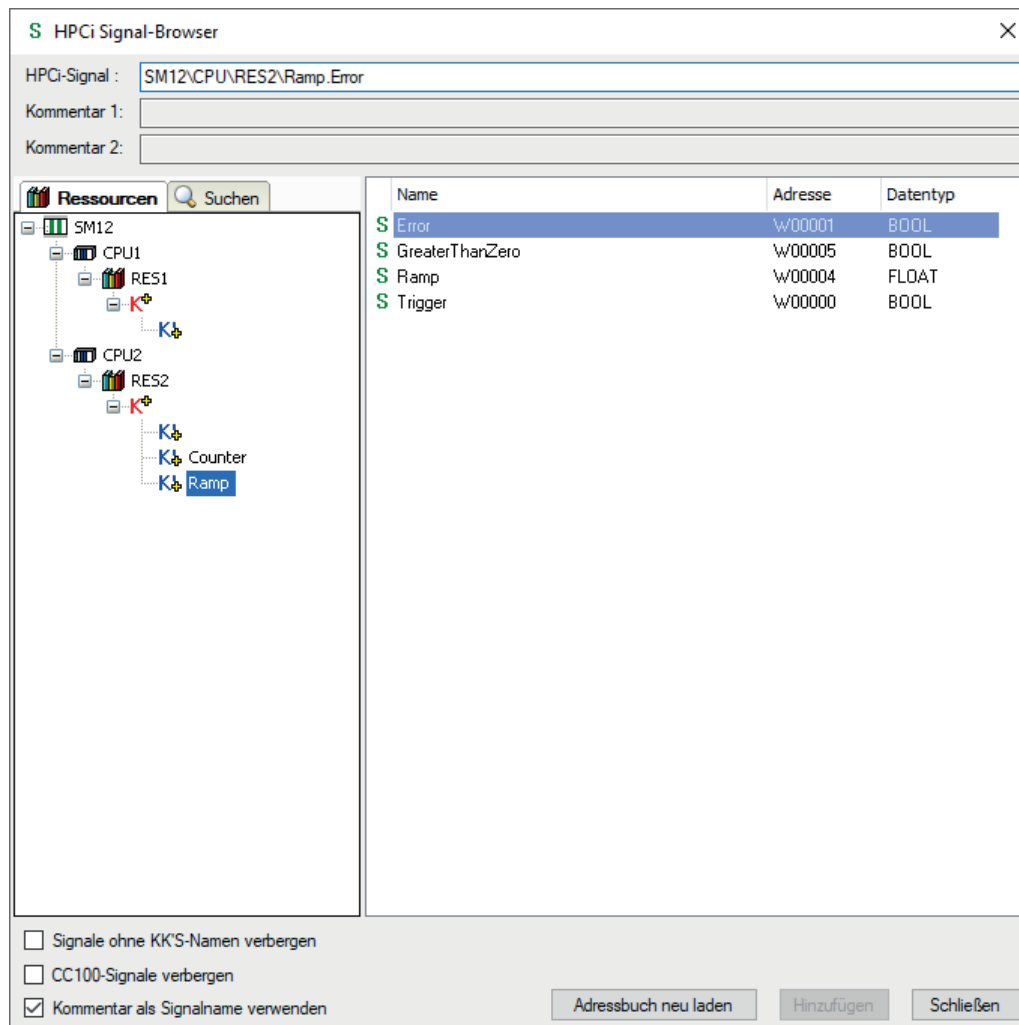 S HPCi Signal-Browser
HPCi-Signal : SM12\CPU\RES2\Ramp.Error
Kommentar 1:
Kommentar 2:
Ressourcen Suchen
SM12
CPU1
RES1
K
K
CPU2
RES2
K
K
K Counter
K Ramp
Name Adresse Datentyp
S Error W00001 BOOL
S GreaterThanZero W00005 BOOL
S Ramp W00004 FLOAT
S Trigger W00000 BOOL
Signale ohne KK'S-Namen verbergen
CC100-Signale verbergen
Kommentar als Signalname verwenden
Adressbuch neu laden Hinzufügen Schließen